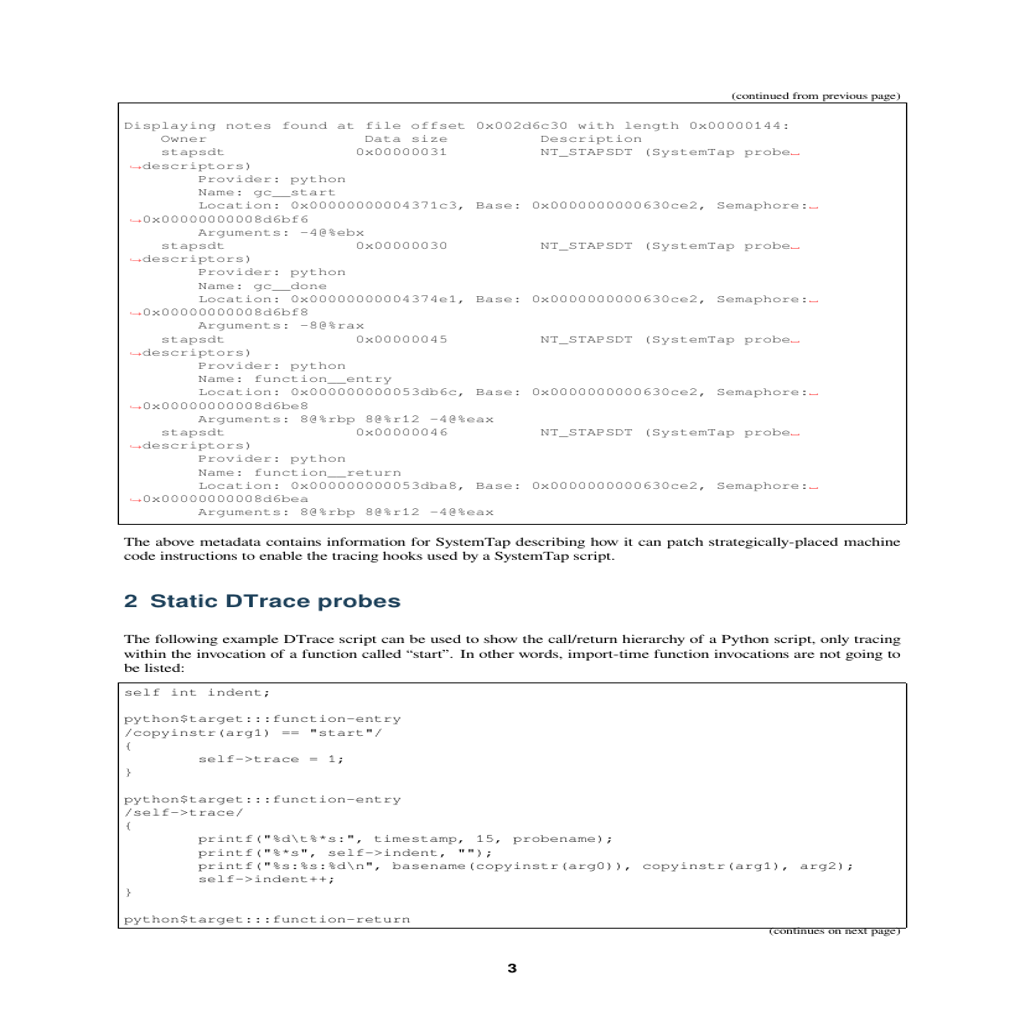 (continued from previous page)
Displaying notes found at file offset 0x002d6c30 with length 0x00000144:
    Owner                 Data size          Description
    stapsdt              0x00000031          NT_STAPSDT (SystemTap probe␣
↪descriptors)
        Provider: python
        Name: gc__start
        Location: 0x00000000004371c3, Base: 0x0000000000630ce2, Semaphore:␣
↪0x00000000008d6bf6
        Arguments: -4@%ebx
    stapsdt              0x00000030          NT_STAPSDT (SystemTap probe␣
↪descriptors)
        Provider: python
        Name: gc__done
        Location: 0x00000000004374e1, Base: 0x0000000000630ce2, Semaphore:␣
↪0x00000000008d6bf8
        Arguments: -8@%rax
    stapsdt              0x00000045          NT_STAPSDT (SystemTap probe␣
↪descriptors)
        Provider: python
        Name: function__entry
        Location: 0x000000000053db6c, Base: 0x0000000000630ce2, Semaphore:␣
↪0x00000000008d6be8
        Arguments: 8@%rbp 8@%r12 -4@%eax
    stapsdt              0x00000046          NT_STAPSDT (SystemTap probe␣
↪descriptors)
        Provider: python
        Name: function__return
        Location: 0x000000000053dba8, Base: 0x0000000000630ce2, Semaphore:␣
↪0x00000000008d6bea
        Arguments: 8@%rbp 8@%r12 -4@%eax
The above metadata contains information for SystemTap describing how it can patch strategically-placed machine
code instructions to enable the tracing hooks used by a SystemTap script.
2 Static DTrace probes
The following example DTrace script can be used to show the call/return hierarchy of a Python script, only tracing
within the invocation of a function called “start”. In other words, import-time function invocations are not going to
be listed:
self int indent;
python$target:::function-entry
/copyinstr(arg1) == "start"/
{
        self->trace = 1;
}
python$target:::function-entry
/self->trace/
{
        printf("%d\t%*s:", timestamp, 15, probename);
        printf("%*s", self->indent, "");
        printf("%s:%s:%d\n", basename(copyinstr(arg0)), copyinstr(arg1), arg2);
        self->indent++;
}
python$target:::function-return
(continues on next page)
3